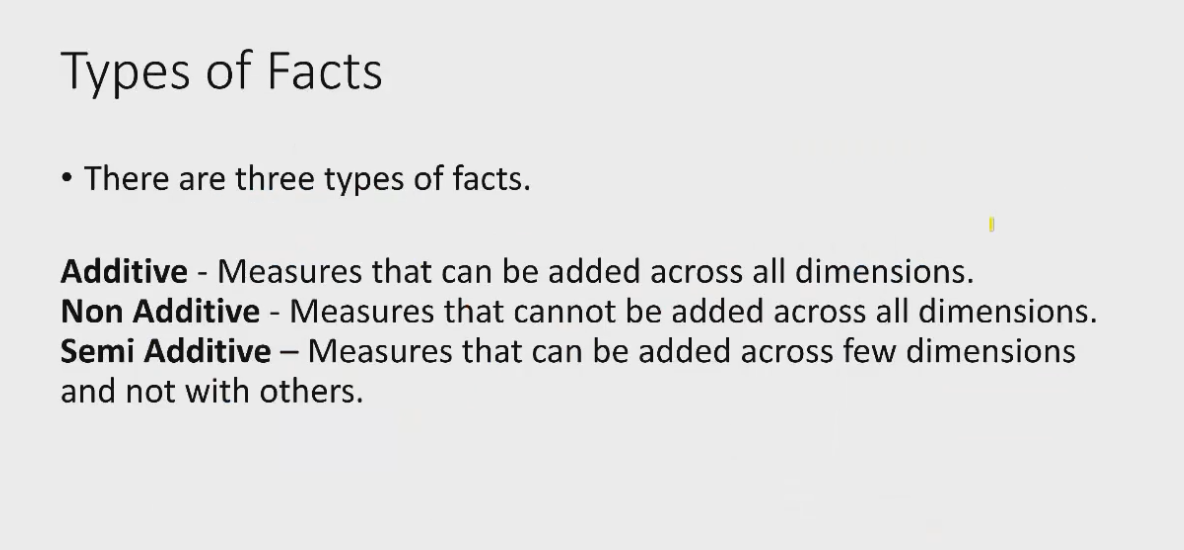 Types of Facts
• There are three types of facts.
Additive - Measures that can be added across all dimensions.
Non Additive - Measures that cannot be added across all dimensions.
Semi Additive – Measures that can be added across few dimensions
and not with others.